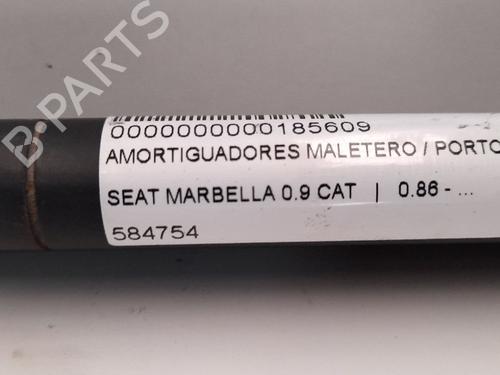 B-PARTS
0000000000185609
AMORTIGUADORES MALETERO / PORTO
SEAT MARBELLA 0.9 CAT | 0.86 - ...
584754